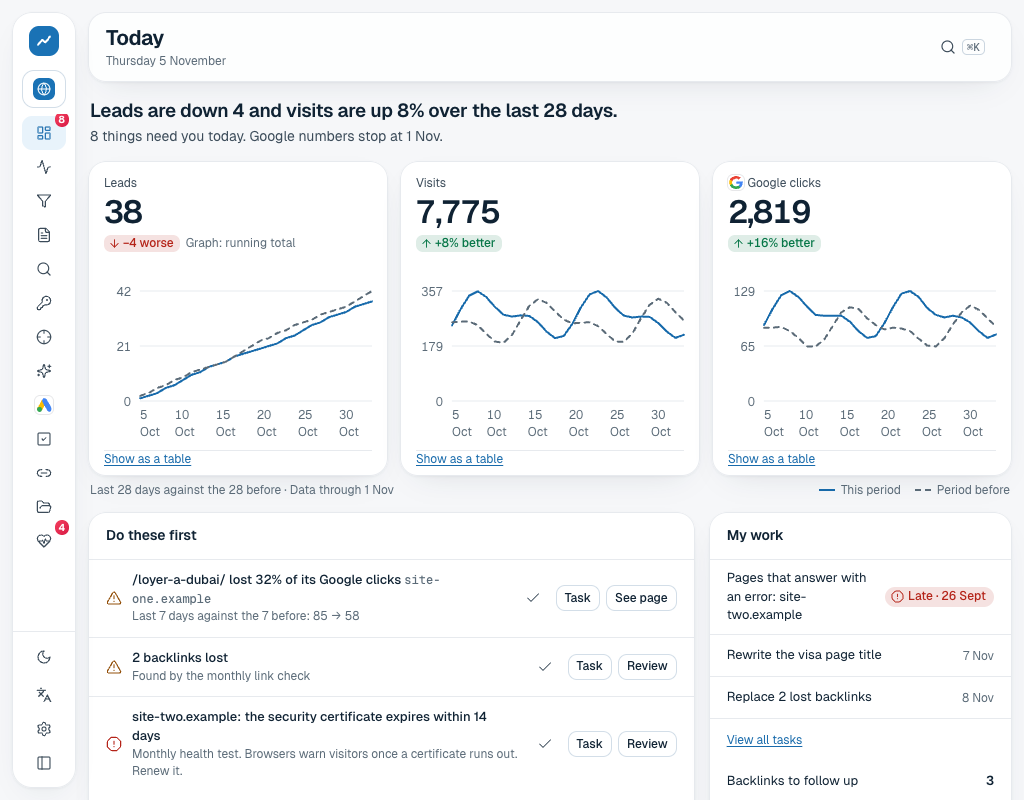 Today
Thursday 5 November
⌘K
8
4
Leads are down 4 and visits are up 8% over the last 28 days.
8 things need you today. Google numbers stop at 1 Nov.
Leads
38
↓ −4 worse Graph: running total
42
21
0
5 Oct 10 Oct 15 Oct 20 Oct 25 Oct 30 Oct
Show as a table
Visits
7,775
↑ +8% better
357
179
0
5 Oct 10 Oct 15 Oct 20 Oct 25 Oct 30 Oct
Show as a table
Google clicks
2,819
↑ +16% better
129
65
0
5 Oct 10 Oct 15 Oct 20 Oct 25 Oct 30 Oct
Show as a table
Last 28 days against the 28 before · Data through 1 Nov
This period Period before
Do these first
/loyer-a-dubai/ lost 32% of its Google clicks site-
one.example
Last 7 days against the 7 before: 85 → 58
Task See page
2 backlinks lost
Found by the monthly link check
Task Review
site-two.example: the security certificate expires within 14
days
Monthly health test. Browsers warn visitors once a certificate runs out.
Renew it.
Task Review
My work
Pages that answer with
an error: site-
two.example
Late · 26 Sept
Rewrite the visa page title 7 Nov
Replace 2 lost backlinks 8 Nov
View all tasks
Backlinks to follow up 3